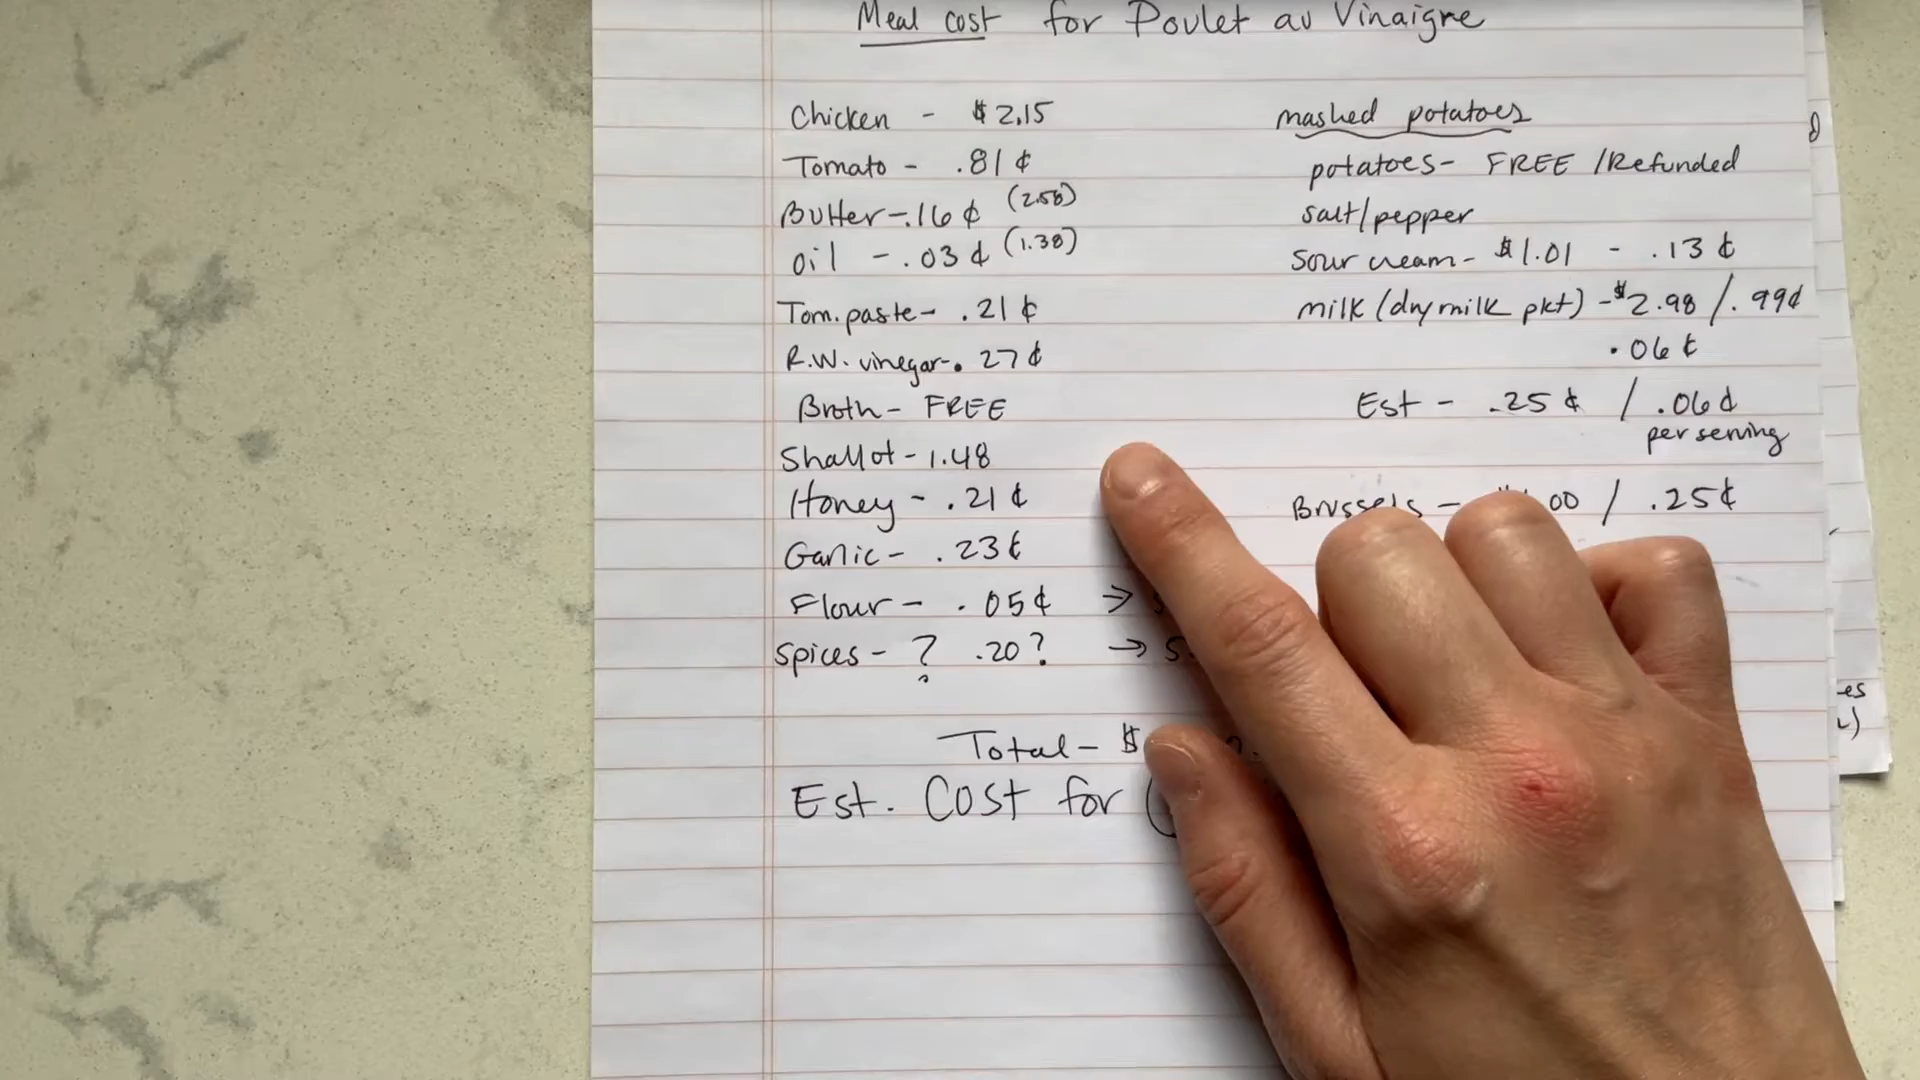 Meal cost for Poulet au Vinaigre
Chicken - $2.15
Tomato - .81 ¢
Butter - .16 ¢ (2.58)
oil - .03 ¢ (1.38)
Tom. paste - .21 ¢
R.W. vinegar - .27 ¢
Broth - FREE
Shallot - 1.48
Honey - .21 ¢
Garlic - .23 ¢
Flour - .05 ¢ →
Spices - ? .20? →
Total - $
Est. Cost for
mashed potatoes
potatoes - FREE / Refunded
salt/pepper
sour cream - $1.01 - .13 ¢
milk (dry milk pkt) - $2.98 / .99¢
.06 ¢
Est - .25 ¢ / .06¢
per serving
Brussels - 00 / .25¢